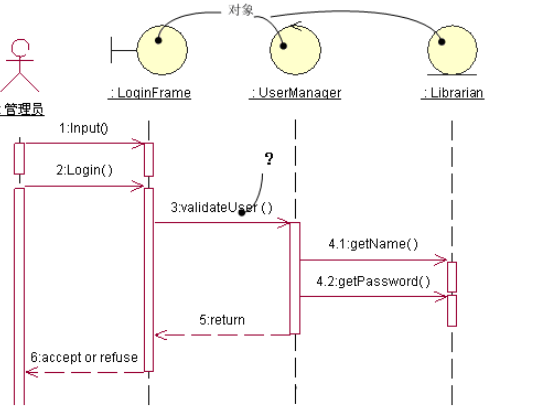 对象
: LoginFrame
: UserManager
: Librarian
: 管理员
1:Input()
2:Login()
?
3:validateUser ()
4.1:getName()
4.2:getPassword()
5:return
6:accept or refuse